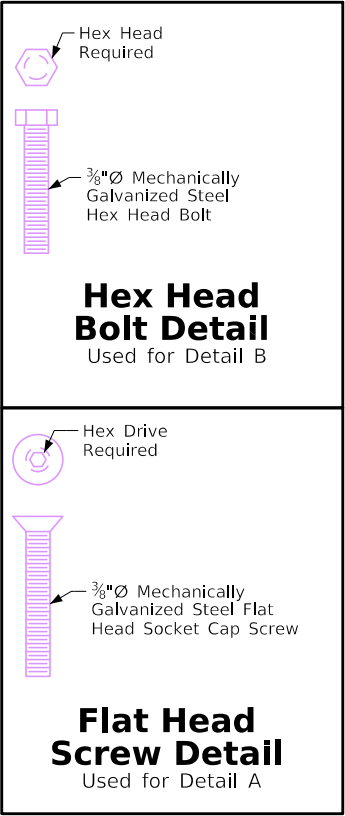 Hex Head
Required
⅜"Ø Mechanically
Galvanized Steel
Hex Head Bolt
Hex Head
Bolt Detail
Used for Detail B
Hex Drive
Required
⅜"Ø Mechanically
Galvanized Steel Flat
Head Socket Cap Screw
Flat Head
Screw Detail
Used for Detail A